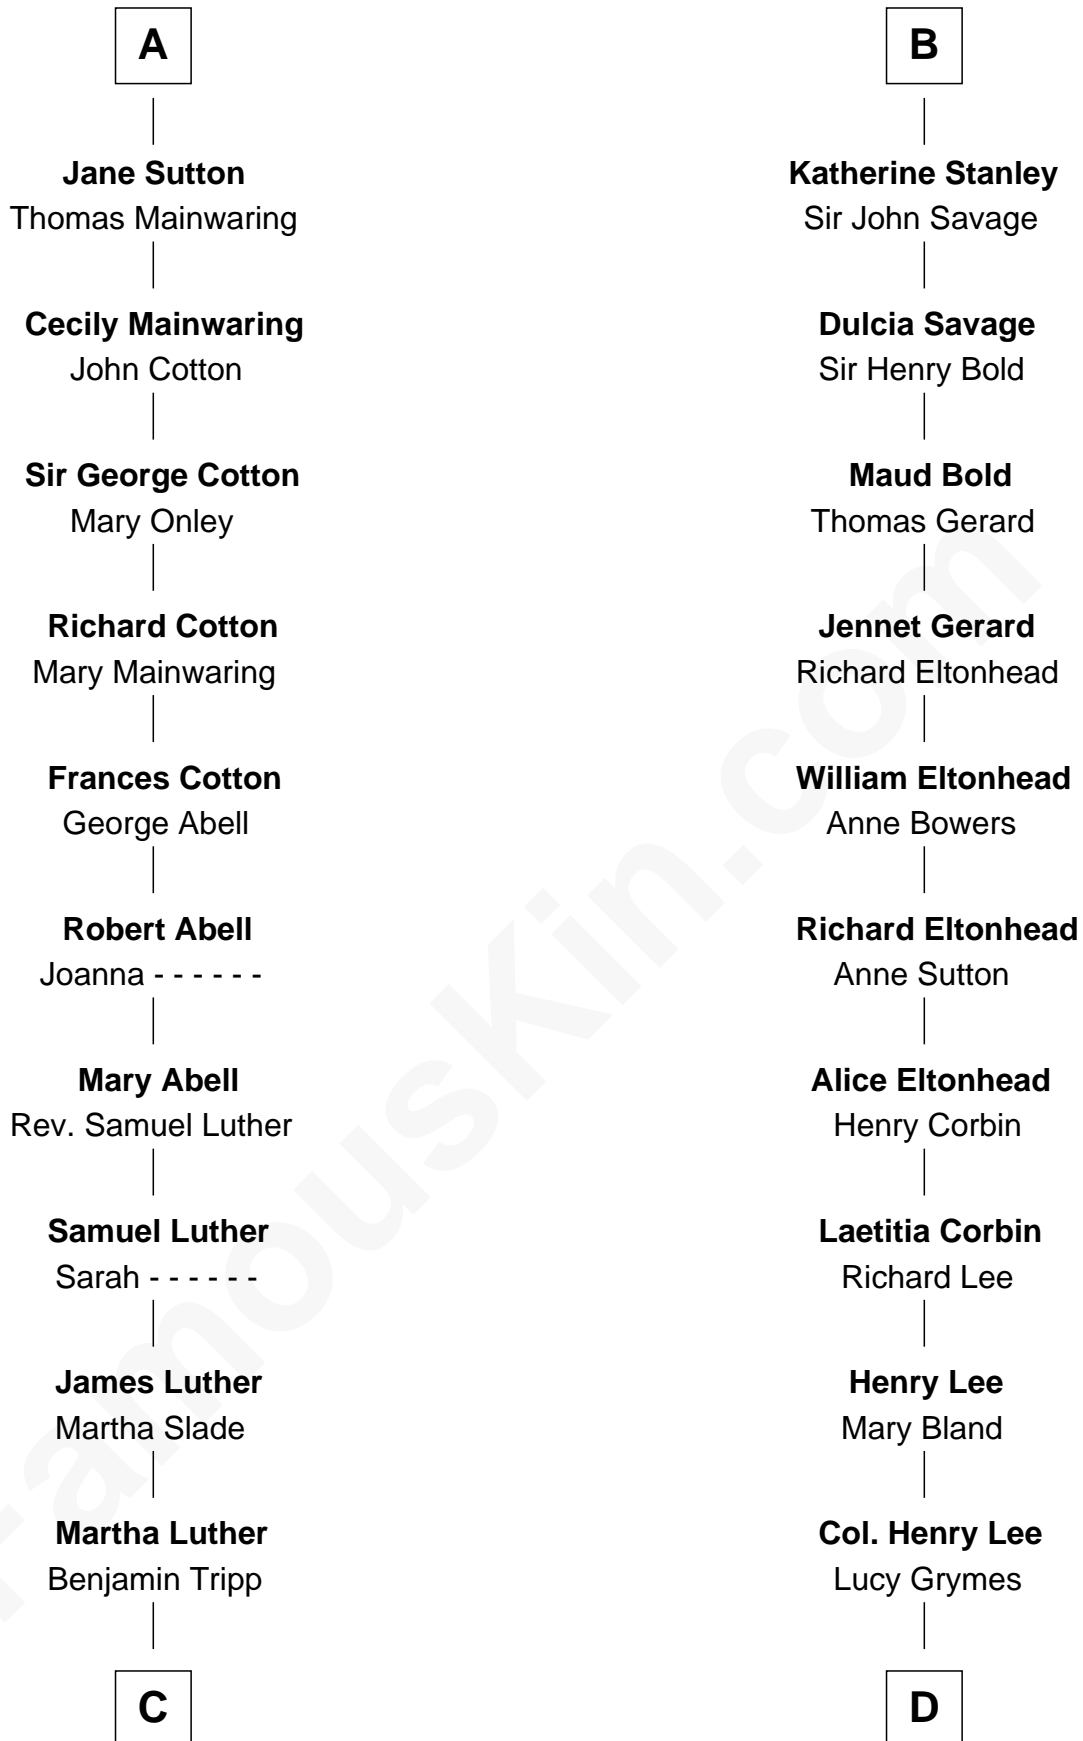 A
Jane Sutton
Thomas Mainwaring
Cecily Mainwaring
John Cotton
Sir George Cotton
Mary Onley
Richard Cotton
Mary Mainwaring
Frances Cotton
George Abell
Robert Abell
Joanna - - - - - -
Mary Abell
Rev. Samuel Luther
Samuel Luther
Sarah - - - - - -
James Luther
Martha Slade
Martha Luther
Benjamin Tripp
C
B
Katherine Stanley
Sir John Savage
Dulcia Savage
Sir Henry Bold
Maud Bold
Thomas Gerard
Jennet Gerard
Richard Eltonhead
William Eltonhead
Anne Bowers
Richard Eltonhead
Anne Sutton
Alice Eltonhead
Henry Corbin
Laetitia Corbin
Richard Lee
Henry Lee
Mary Bland
Col. Henry Lee
Lucy Grymes
D
FamousKin.com